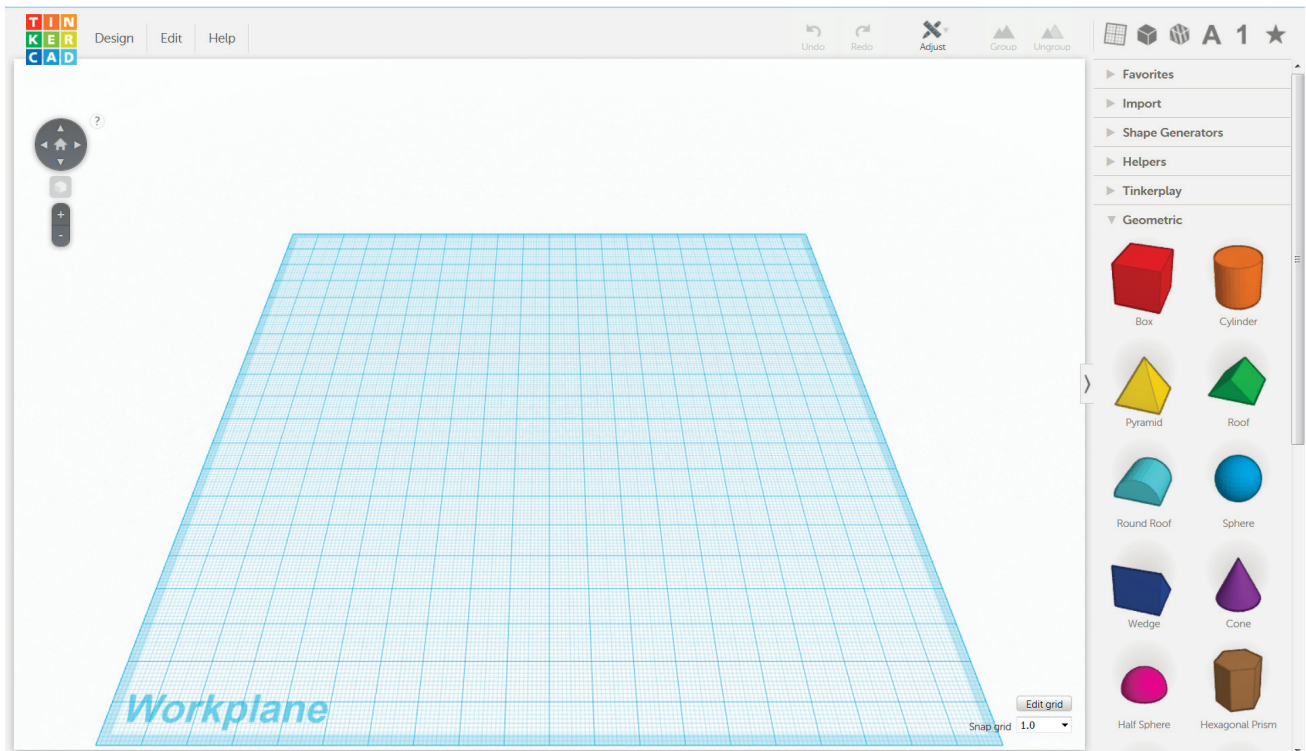 TIN
KER
CAD
Design Edit Help
Undo Redo Adjust Group Ungroup
A 1
?
Favorites
Import
Shape Generators
Helpers
Tinkerplay
Geometric
+
-
Box Cylinder
Pyramid Roof
Round Roof Sphere
Wedge Cone
Half Sphere Hexagonal Prism
Workplane
Edit grid
Snap grid 1.0